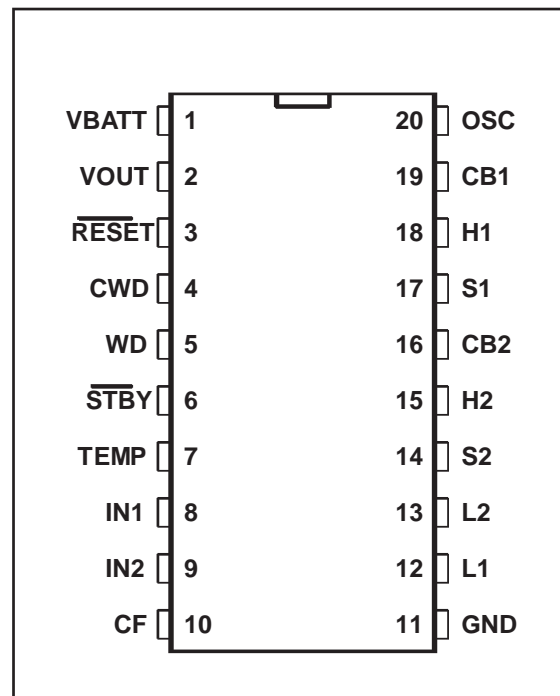 VBATT 1 20 OSC
VOUT 2 19 CB1
RESET 3 18 H1
CWD 4 17 S1
WD 5 16 CB2
STBY 6 15 H2
TEMP 7 14 S2
IN1 8 13 L2
IN2 9 12 L1
CF 10 11 GND